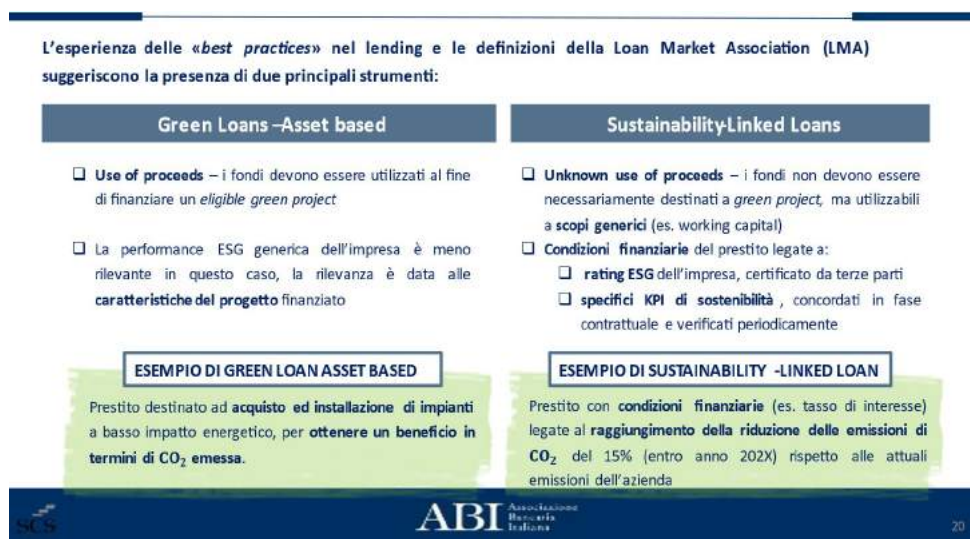 L'esperienza delle «best practices» nel lending e le definizioni della Loan Market Association (LMA)
suggeriscono la presenza di due principali strumenti:
Green Loans –Asset based
❑ Use of proceeds – i fondi devono essere utilizzati al fine
di finanziare un eligible green project
❑ La performance ESG generica dell'impresa è meno
rilevante in questo caso, la rilevanza è data alle
caratteristiche del progetto finanziato
ESEMPIO DI GREEN LOAN ASSET BASED
Prestito destinato ad acquisto ed installazione di impianti
a basso impatto energetico, per ottenere un beneficio in
termini di CO₂ emessa.
Sustainability-Linked Loans
❑ Unknown use of proceeds – i fondi non devono essere
necessariamente destinati a green project, ma utilizzabili
a scopi generici (es. working capital)
❑ Condizioni finanziarie del prestito legate a:
❑ rating ESG dell'impresa, certificato da terze parti
❑ specifici KPI di sostenibilità , concordati in fase
contrattuale e verificati periodicamente
ESEMPIO DI SUSTAINABILITY -LINKED LOAN
Prestito con condizioni finanziarie (es. tasso di interesse)
legate al raggiungimento della riduzione delle emissioni di
CO₂ del 15% (entro anno 202X) rispetto alle attuali
emissioni dell'azienda
SCS
ABI
Associazione
Bancaria
Italiana
20